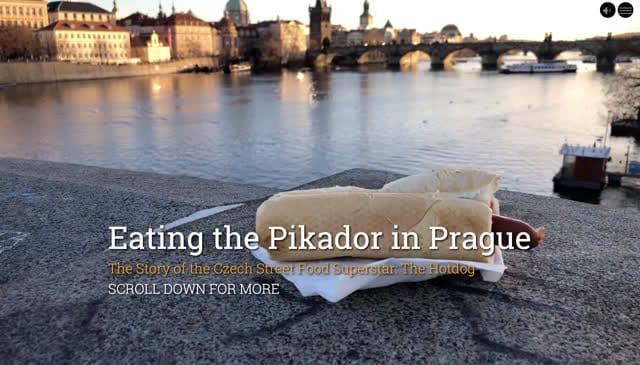 Eating the Pikador in Prague
The Story of the Czech Street Food Superstar: The Hotdog
SCROLL DOWN FOR MORE